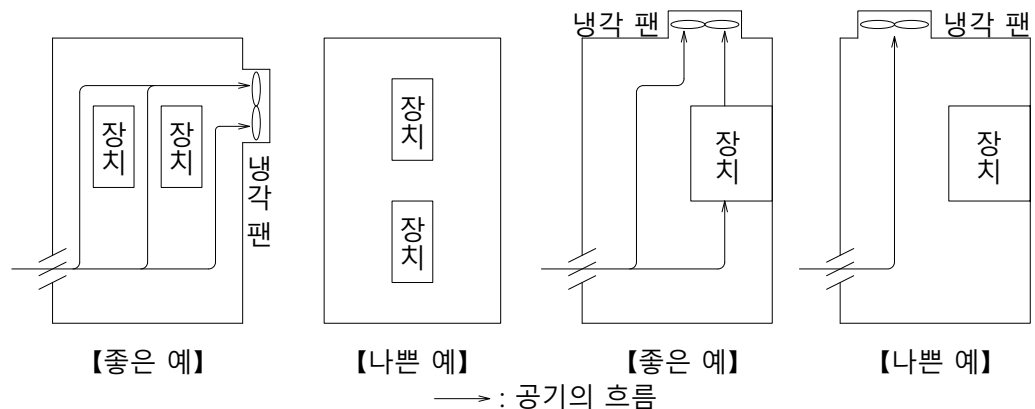 냉각 팬
냉각 팬
장치
장치
장치
장치
장치
장치
냉각 팬
【좋은 예】
【나쁜 예】
【좋은 예】
【나쁜 예】
: 공기의 흐름